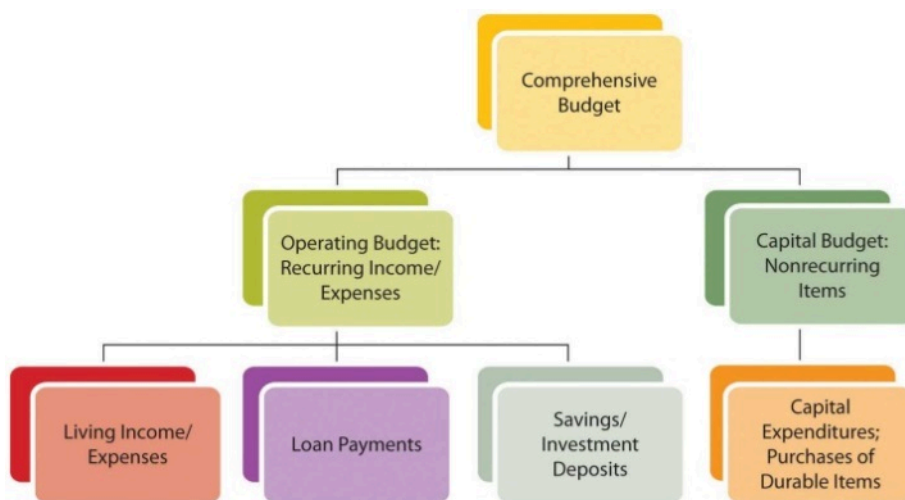 Comprehensive
Budget
Operating Budget:
Recurring Income/
Expenses
Capital Budget:
Nonrecurring
Items
Living Income/
Expenses
Loan Payments
Savings/
Investment
Deposits
Capital
Expenditures;
Purchases of
Durable Items